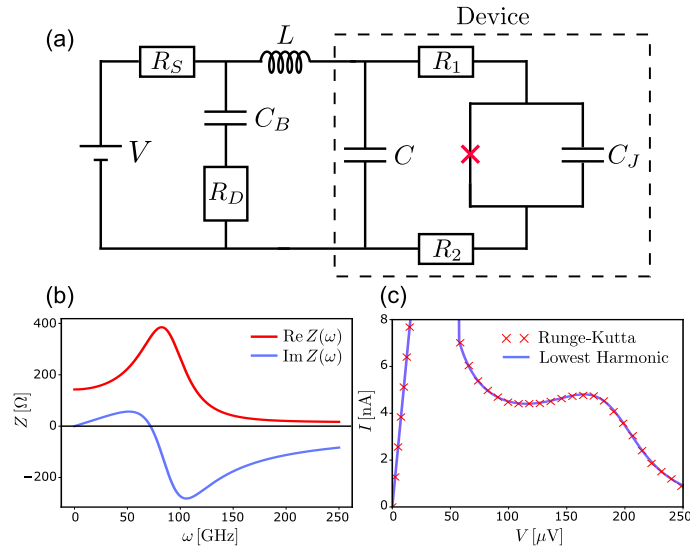 (a)
Device
L
R_S
R_1
C_B
V
C
C_J
R_D
R_2
(b)
400
200
0
−200
Z [Ω]
Re Z(ω)
Im Z(ω)
0 50 100 150 200 250
ω [GHz]
(c)
8
6
4
2
0
I [nA]
Runge-Kutta
Lowest Harmonic
0 50 100 150 200 250
V [μV]